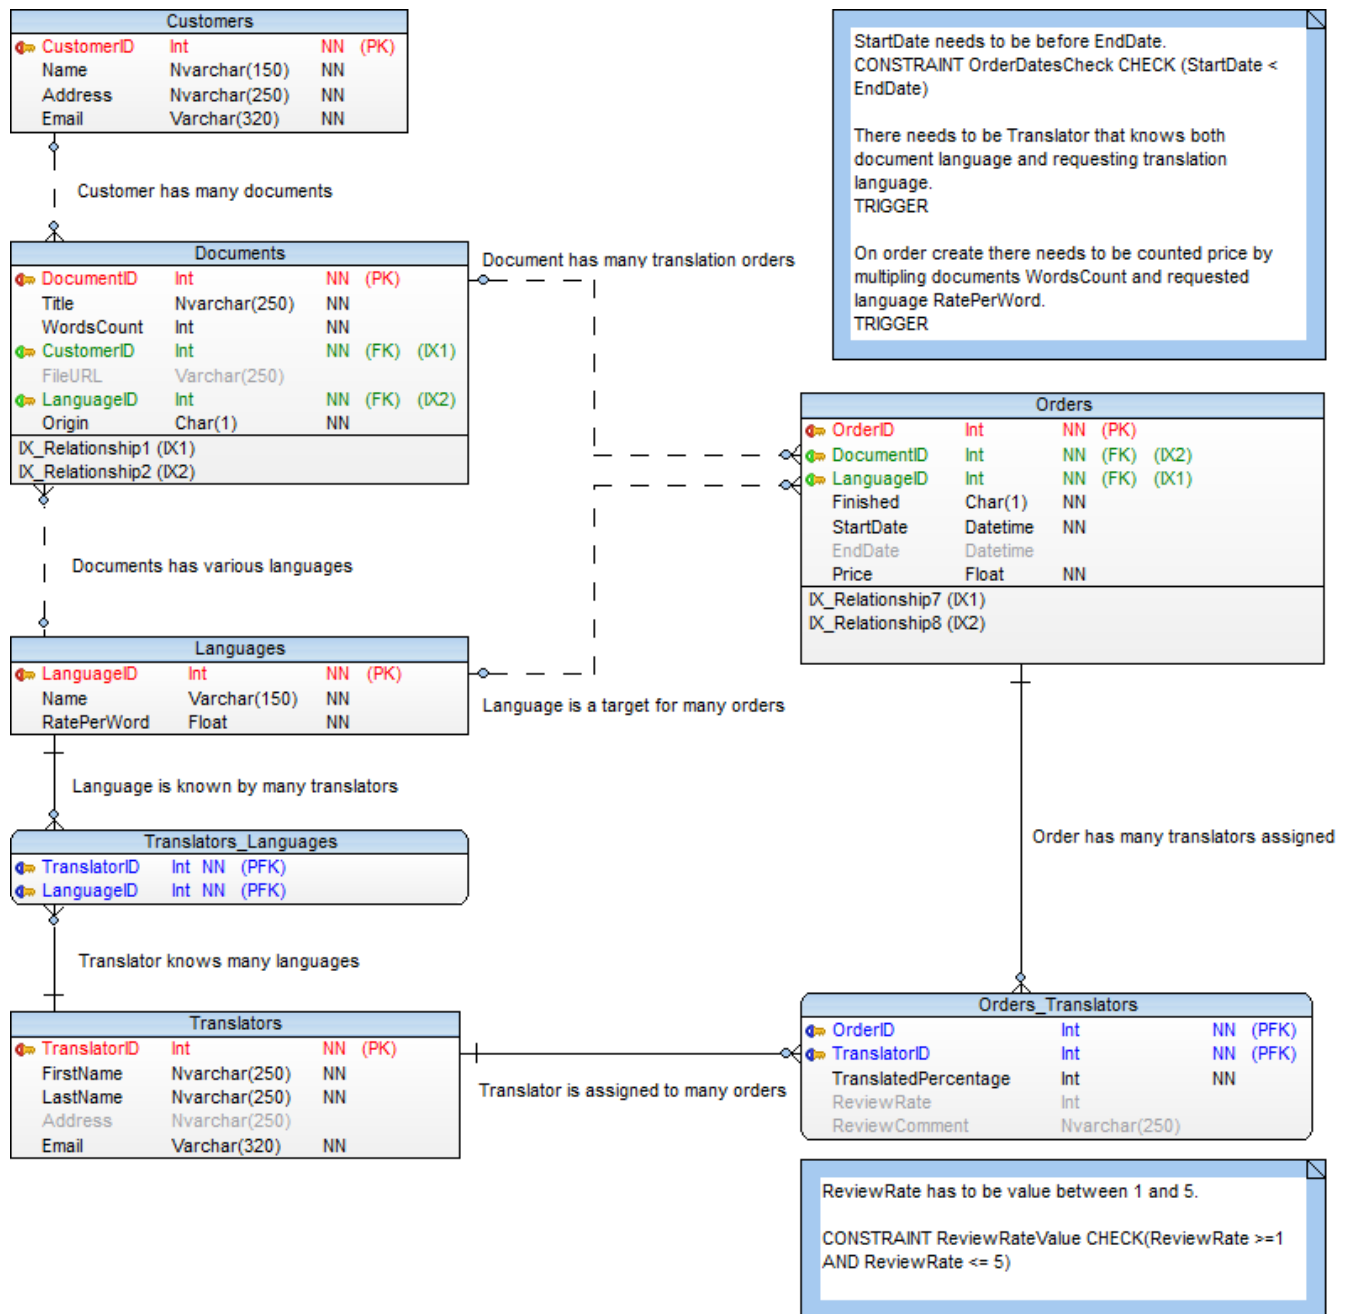 Customers
CustomerID Int NN (PK)
Name Nvarchar(150) NN
Address Nvarchar(250) NN
Email Varchar(320) NN
Customer has many documents
StartDate needs to be before EndDate.
CONSTRAINT OrderDatesCheck CHECK (StartDate <
EndDate)
There needs to be Translator that knows both
document language and requesting translation
language.
TRIGGER
On order create there needs to be counted price by
multipling documents WordsCount and requested
language RatePerWord.
TRIGGER
Documents
DocumentID Int NN (PK)
Title Nvarchar(250) NN
WordsCount Int NN
CustomerID Int NN (FK) (IX1)
FileURL Varchar(250)
LanguageID Int NN (FK) (IX2)
Origin Char(1) NN
IX_Relationship1 (IX1)
IX_Relationship2 (IX2)
Document has many translation orders
Orders
OrderID Int NN (PK)
DocumentID Int NN (FK) (IX2)
LanguageID Int NN (FK) (IX1)
Finished Char(1) NN
StartDate Datetime NN
EndDate Datetime
Price Float NN
IX_Relationship7 (IX1)
IX_Relationship8 (IX2)
Documents has various languages
Languages
LanguageID Int NN (PK)
Name Varchar(150) NN
RatePerWord Float NN
Language is a target for many orders
Language is known by many translators
Translators_Languages
TranslatorID Int NN (PFK)
LanguageID Int NN (PFK)
Order has many translators assigned
Translator knows many languages
Translators
TranslatorID Int NN (PK)
FirstName Nvarchar(250) NN
LastName Nvarchar(250) NN
Address Nvarchar(250)
Email Varchar(320) NN
Translator is assigned to many orders
Orders_Translators
OrderID Int NN (PFK)
TranslatorID Int NN (PFK)
TranslatedPercentage Int NN
ReviewRate Int
ReviewComment Nvarchar(250)
ReviewRate has to be value between 1 and 5.
CONSTRAINT ReviewRateValue CHECK(ReviewRate >=1
AND ReviewRate <= 5)